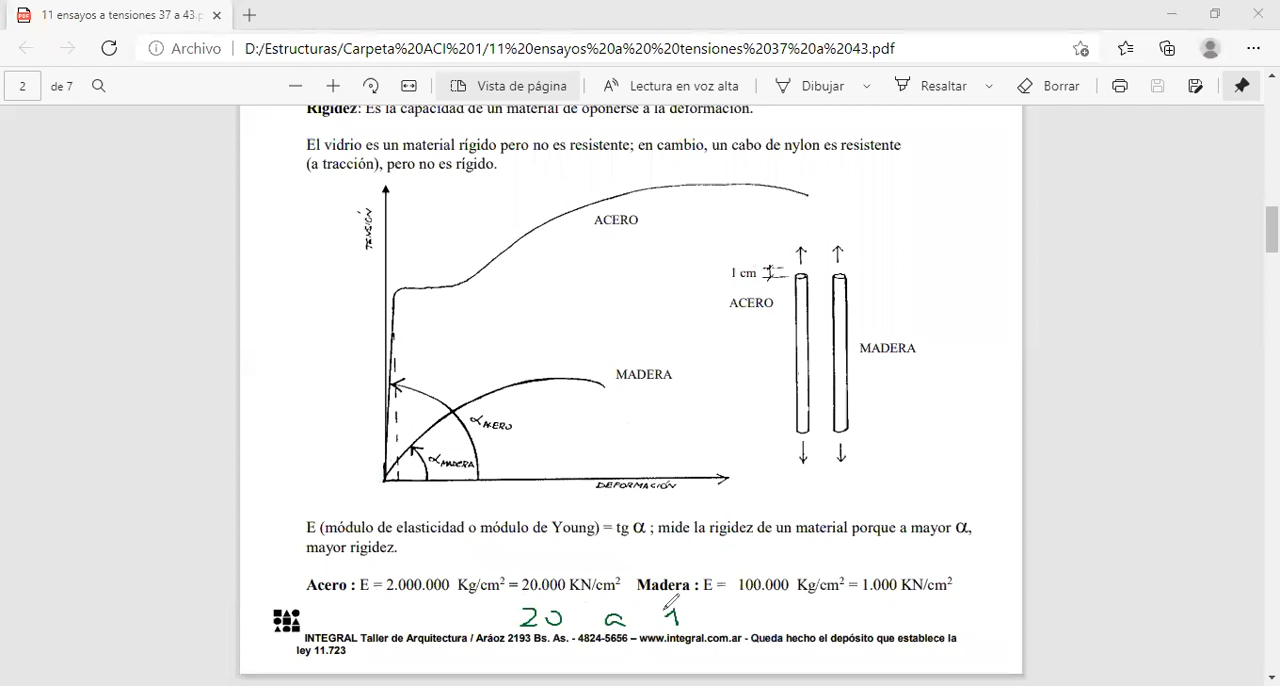 11 ensayos a tensiones 37 a 43.p
Archivo D:/Estructuras/Carpeta%20ACI%201/11%20ensayos%20a%20%20tensiones%2037%20a%2043.pdf
2 de 7 Vista de página Lectura en voz alta Dibujar Resaltar Borrar
Rigidez: Es la capacidad de un material de oponerse a la deformación.
El vidrio es un material rígido pero no es resistente; en cambio, un cabo de nylon es resistente
(a tracción), pero no es rígido.
TENSIÓN
ACERO
1 cm
ACERO
MADERA
MADERA
α ACERO
α MADERA
DEFORMACIÓN
E (módulo de elasticidad o módulo de Young) = tg α ; mide la rigidez de un material porque a mayor α,
mayor rigidez.
Acero : E = 2.000.000 Kg/cm² = 20.000 KN/cm² Madera : E = 100.000 Kg/cm² = 1.000 KN/cm²
20 a 1
INTEGRAL Taller de Arquitectura / Aráoz 2193 Bs. As. - 4824-5656 – www.integral.com.ar - Queda hecho el depósito que establece la
ley 11.723